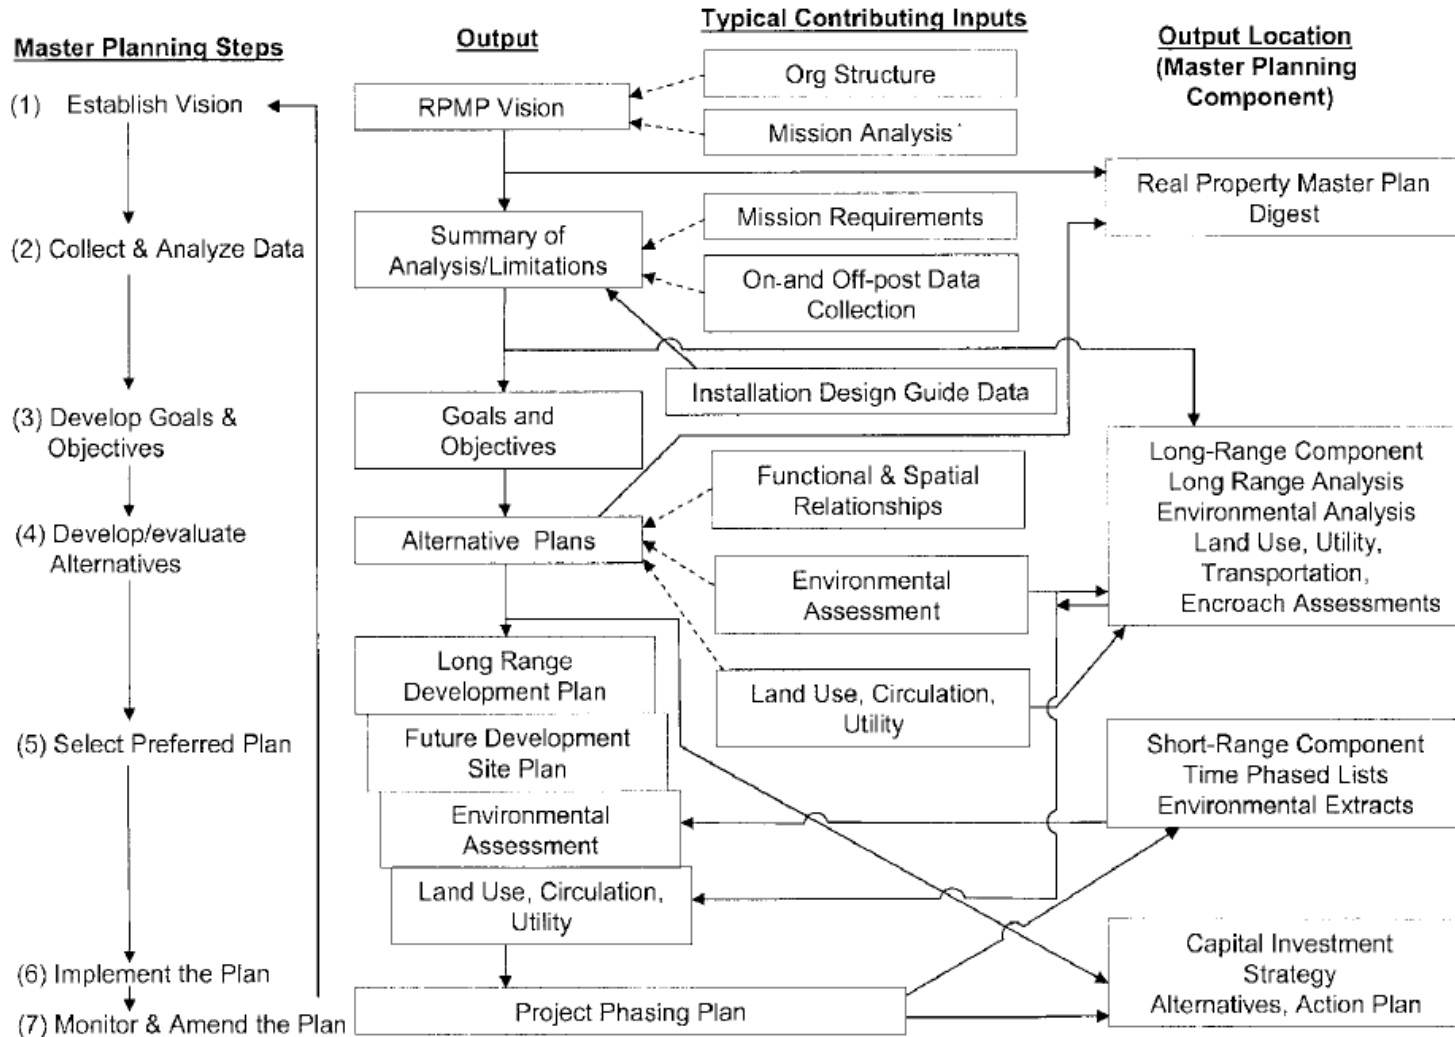 Master Planning Steps
(1) Establish Vision
(2) Collect & Analyze Data
(3) Develop Goals &
Objectives
(4) Develop/evaluate
Alternatives
(5) Select Preferred Plan
(6) Implement the Plan
(7) Monitor & Amend the Plan
Output
RPMP Vision
Summary of
Analysis/Limitations
Goals and
Objectives
Alternative Plans
Long Range
Development Plan
Future Development
Site Plan
Environmental
Assessment
Land Use, Circulation,
Utility
Project Phasing Plan
Typical Contributing Inputs
Org Structure
Mission Analysis
Mission Requirements
On-and Off-post Data
Collection
Installation Design Guide Data
Functional & Spatial
Relationships
Environmental
Assessment
Land Use, Circulation,
Utility
Output Location
(Master Planning
Component)
Real Property Master Plan
Digest
Long-Range Component
Long Range Analysis
Environmental Analysis
Land Use, Utility,
Transportation,
Encroach Assessments
Short-Range Component
Time Phased Lists
Environmental Extracts
Capital Investment
Strategy
Alternatives, Action Plan